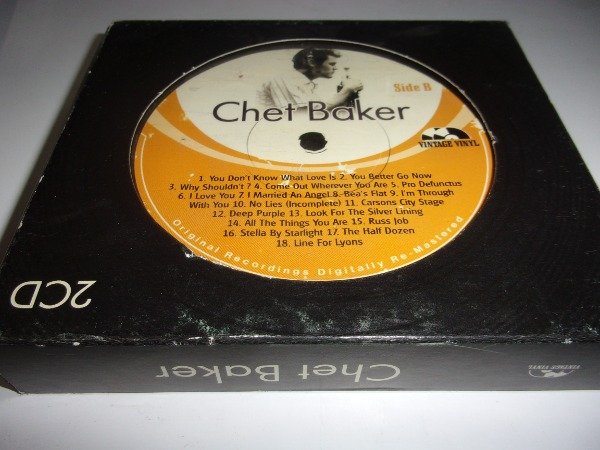 Side B
Chet Baker
VINTAGE VINYL
1. You Don't Know What Love Is 2. You Better Go Now
3. Why Shouldn't ? 4. Come Out Wherever You Are 5. Pro Defunctus
6. I Love You 7. I Married An Angel 8. Bea's Flat 9. I'm Through
With You 10. No Lies (Incomplete) 11. Carsons City Stage
12. Deep Purple 13. Look For The Silver Lining
14. All The Things You Are 15. Russ Job
16. Stella By Starlight 17. The Half Dozen
18. Line For Lyons
Original Recordings Digitally Re-Mastered
2CD
Chet Baker
VINTAGE VINYL